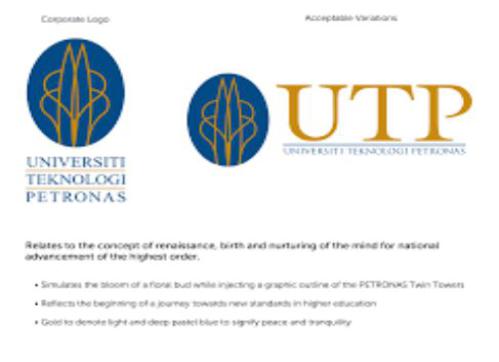 Corporate Logo
Acceptable Variations
UNIVERSITI
TEKNOLOGI
PETRONAS
UTP
UNIVERSITI TEKNOLOGI PETRONAS
Relates to the concept of renaissance, birth and nurturing of the mind for national
advancement of the highest order.
• Simulates the bloom of a floral bud while injecting a graphic outline of the PETRONAS Twin Towers
• Reflects the beginning of a journey towards new standards in higher education
• Gold to denote light and deep pastel blue to signify peace and tranquility